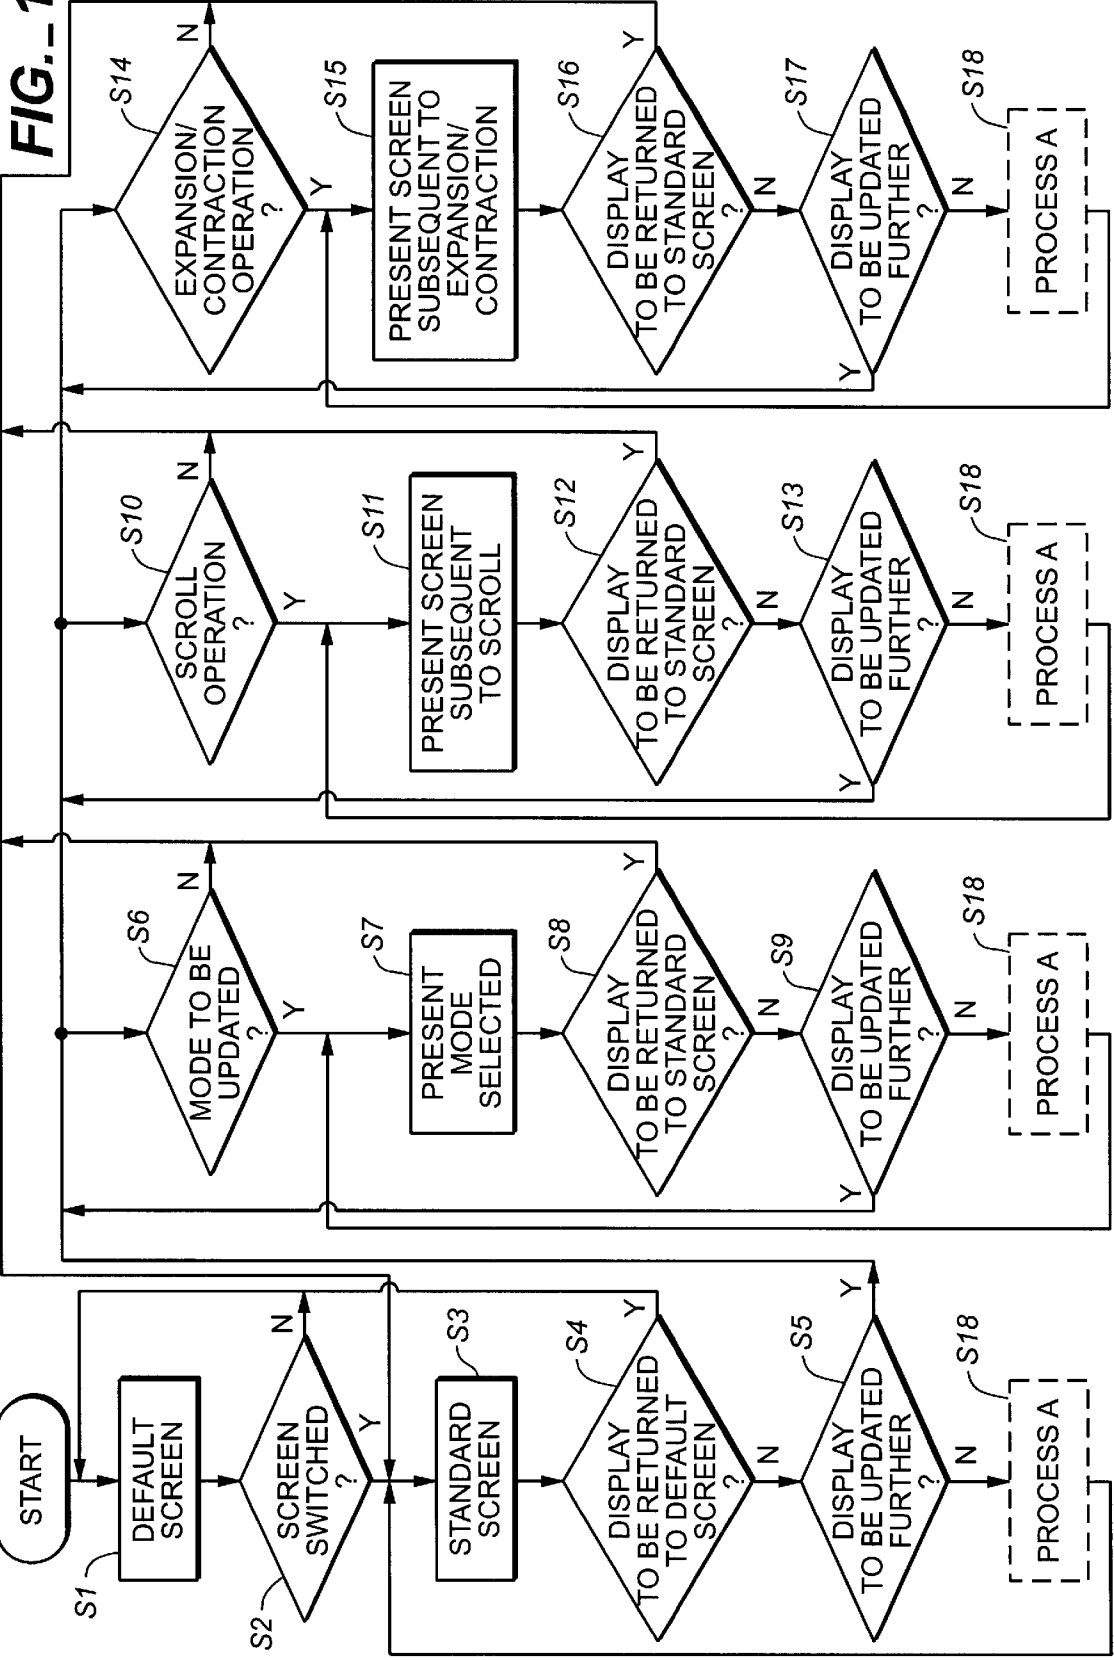 FIG._1
START
S1
DEFAULT
SCREEN
S2
SCREEN
SWITCHED
?
N
Y
S3
STANDARD
SCREEN
S4
DISPLAY
TO BE RETURNED
TO DEFAULT
SCREEN
?
Y
N
S5
DISPLAY
TO BE UPDATED
FURTHER
?
Y
N
S18
PROCESS A
S6
MODE TO BE
UPDATED
?
N
Y
S7
PRESENT
MODE
SELECTED
S8
DISPLAY
TO BE RETURNED
TO STANDARD
SCREEN
?
Y
N
S9
DISPLAY
TO BE UPDATED
FURTHER
?
Y
N
S18
PROCESS A
S10
SCROLL
OPERATION
?
N
Y
S11
PRESENT SCREEN
SUBSEQUENT
TO SCROLL
S12
DISPLAY
TO BE RETURNED
TO STANDARD
SCREEN
?
Y
N
S13
DISPLAY
TO BE UPDATED
FURTHER
?
Y
N
S18
PROCESS A
S14
EXPANSION/
CONTRACTION
OPERATION
?
N
Y
S15
PRESENT SCREEN
SUBSEQUENT TO
EXPANSION/
CONTRACTION
S16
DISPLAY
TO BE RETURNED
TO STANDARD
SCREEN
?
Y
N
S17
DISPLAY
TO BE UPDATED
FURTHER
?
Y
N
S18
PROCESS A